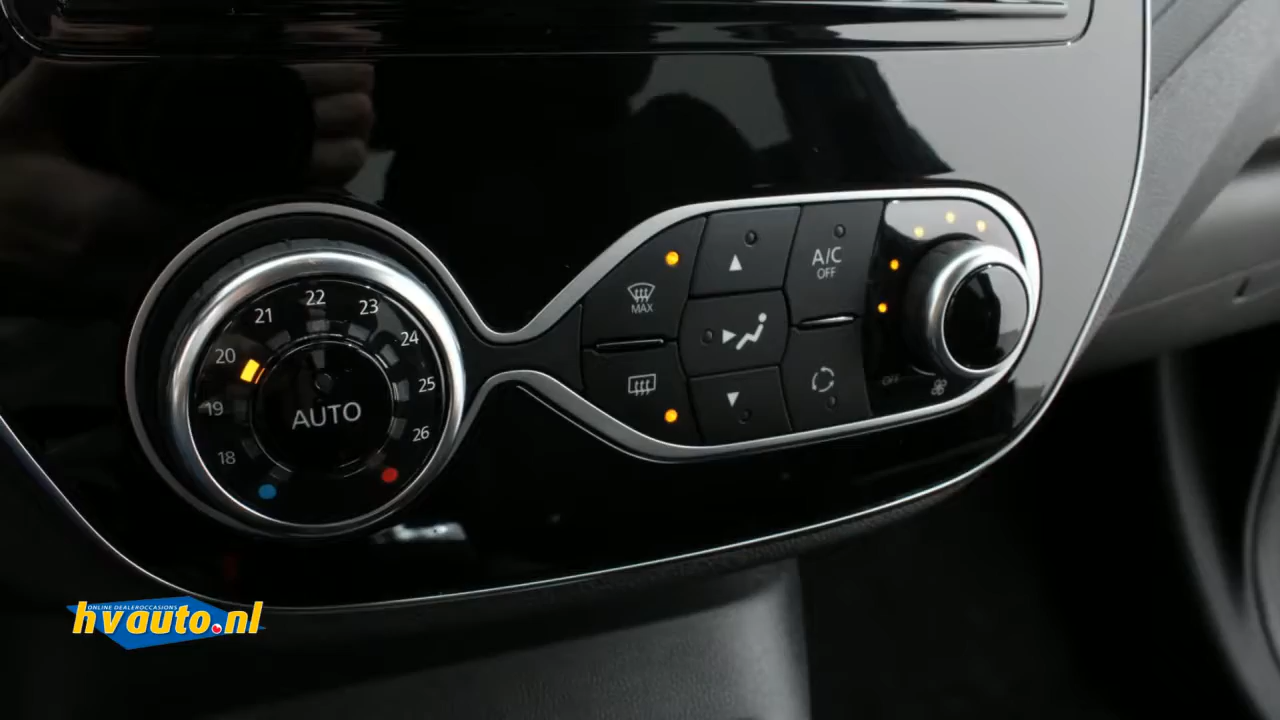 22
21
23
20
24
19
25
18
26
AUTO
MAX
A/C
OFF
OFF
ONLINE DEALEROCCASIONS
hvauto.nl